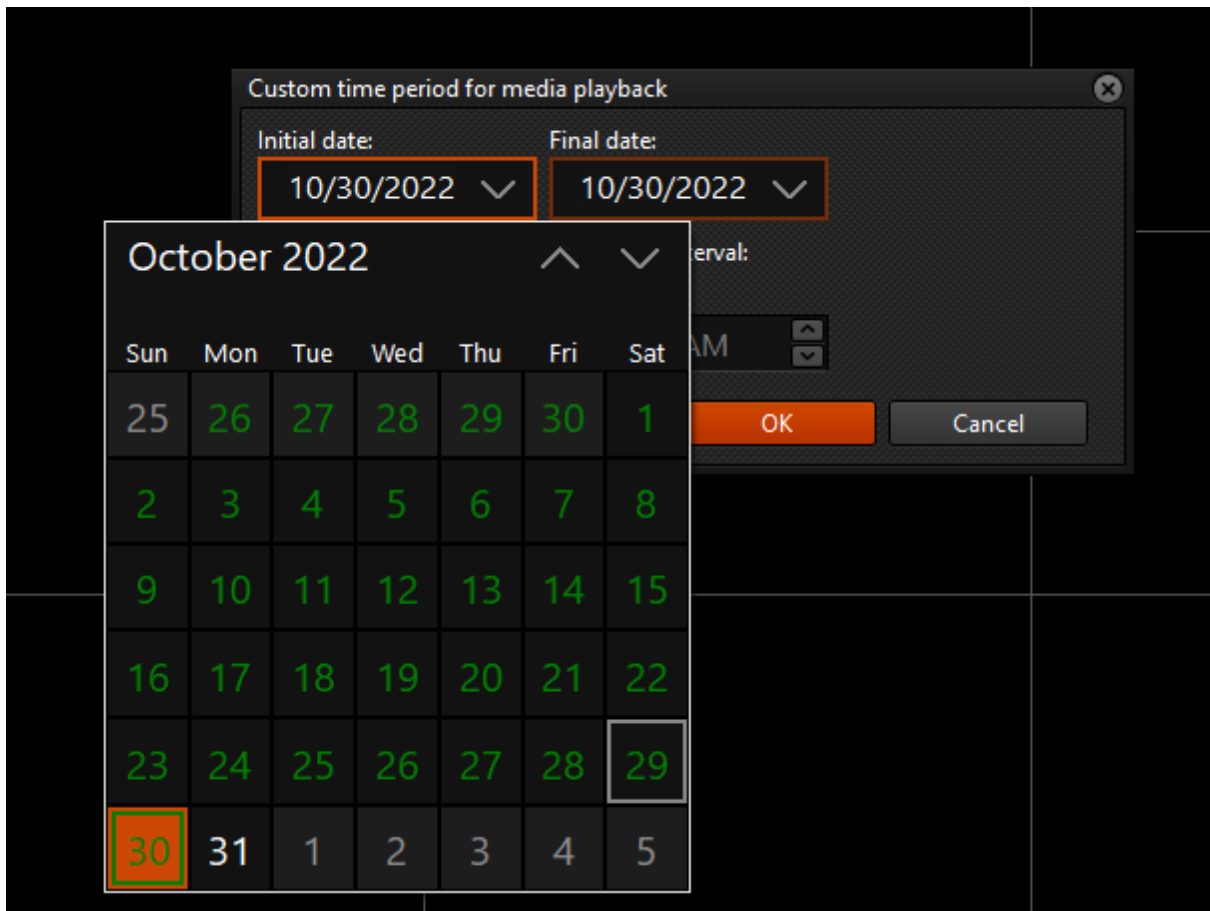 Custom time period for media playback
Initial date: Final date:
10/30/2022 10/30/2022
October 2022
erval:
Sun Mon Tue Wed Thu Fri Sat
AM
25 26 27 28 29 30 1
OK Cancel
2 3 4 5 6 7 8
9 10 11 12 13 14 15
16 17 18 19 20 21 22
23 24 25 26 27 28 29
30 31 1 2 3 4 5